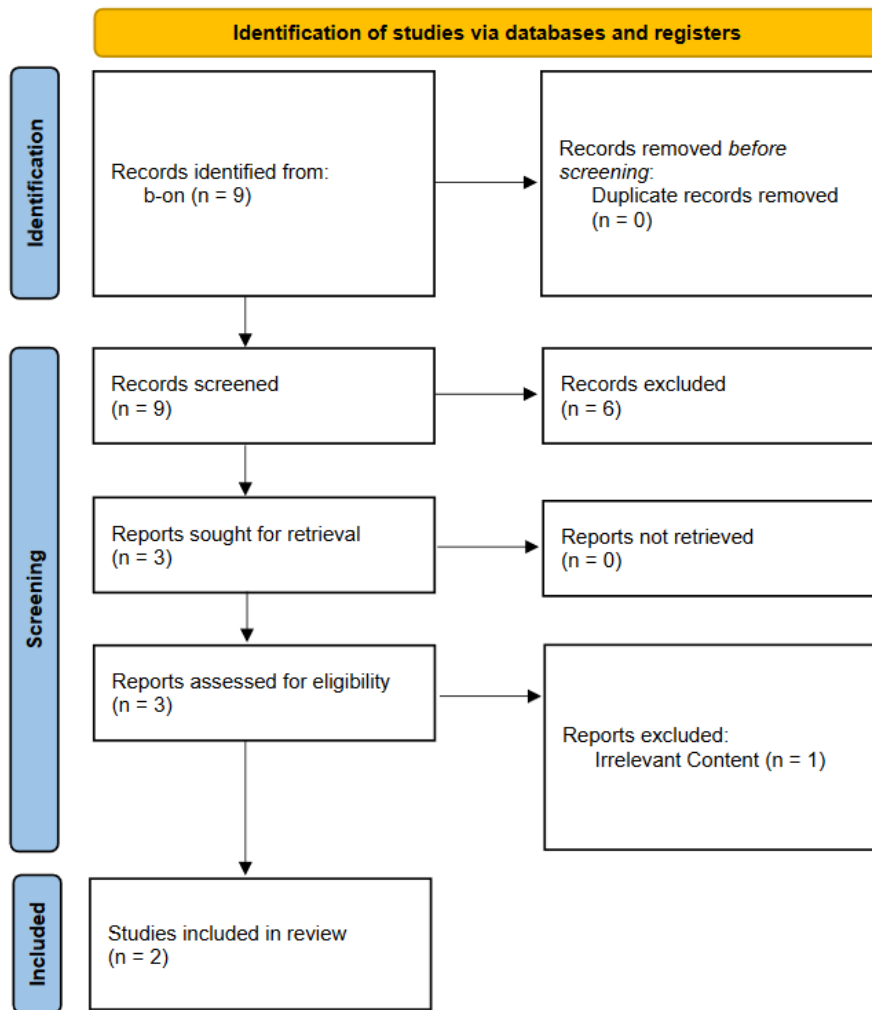 Identification of studies via databases and registers
Identification
Records identified from:
b-on (n = 9)
Records removed before
screening:
Duplicate records removed
(n = 0)
Screening
Records screened
(n = 9)
Records excluded
(n = 6)
Reports sought for retrieval
(n = 3)
Reports not retrieved
(n = 0)
Reports assessed for eligibility
(n = 3)
Reports excluded:
Irrelevant Content (n = 1)
Included
Studies included in review
(n = 2)